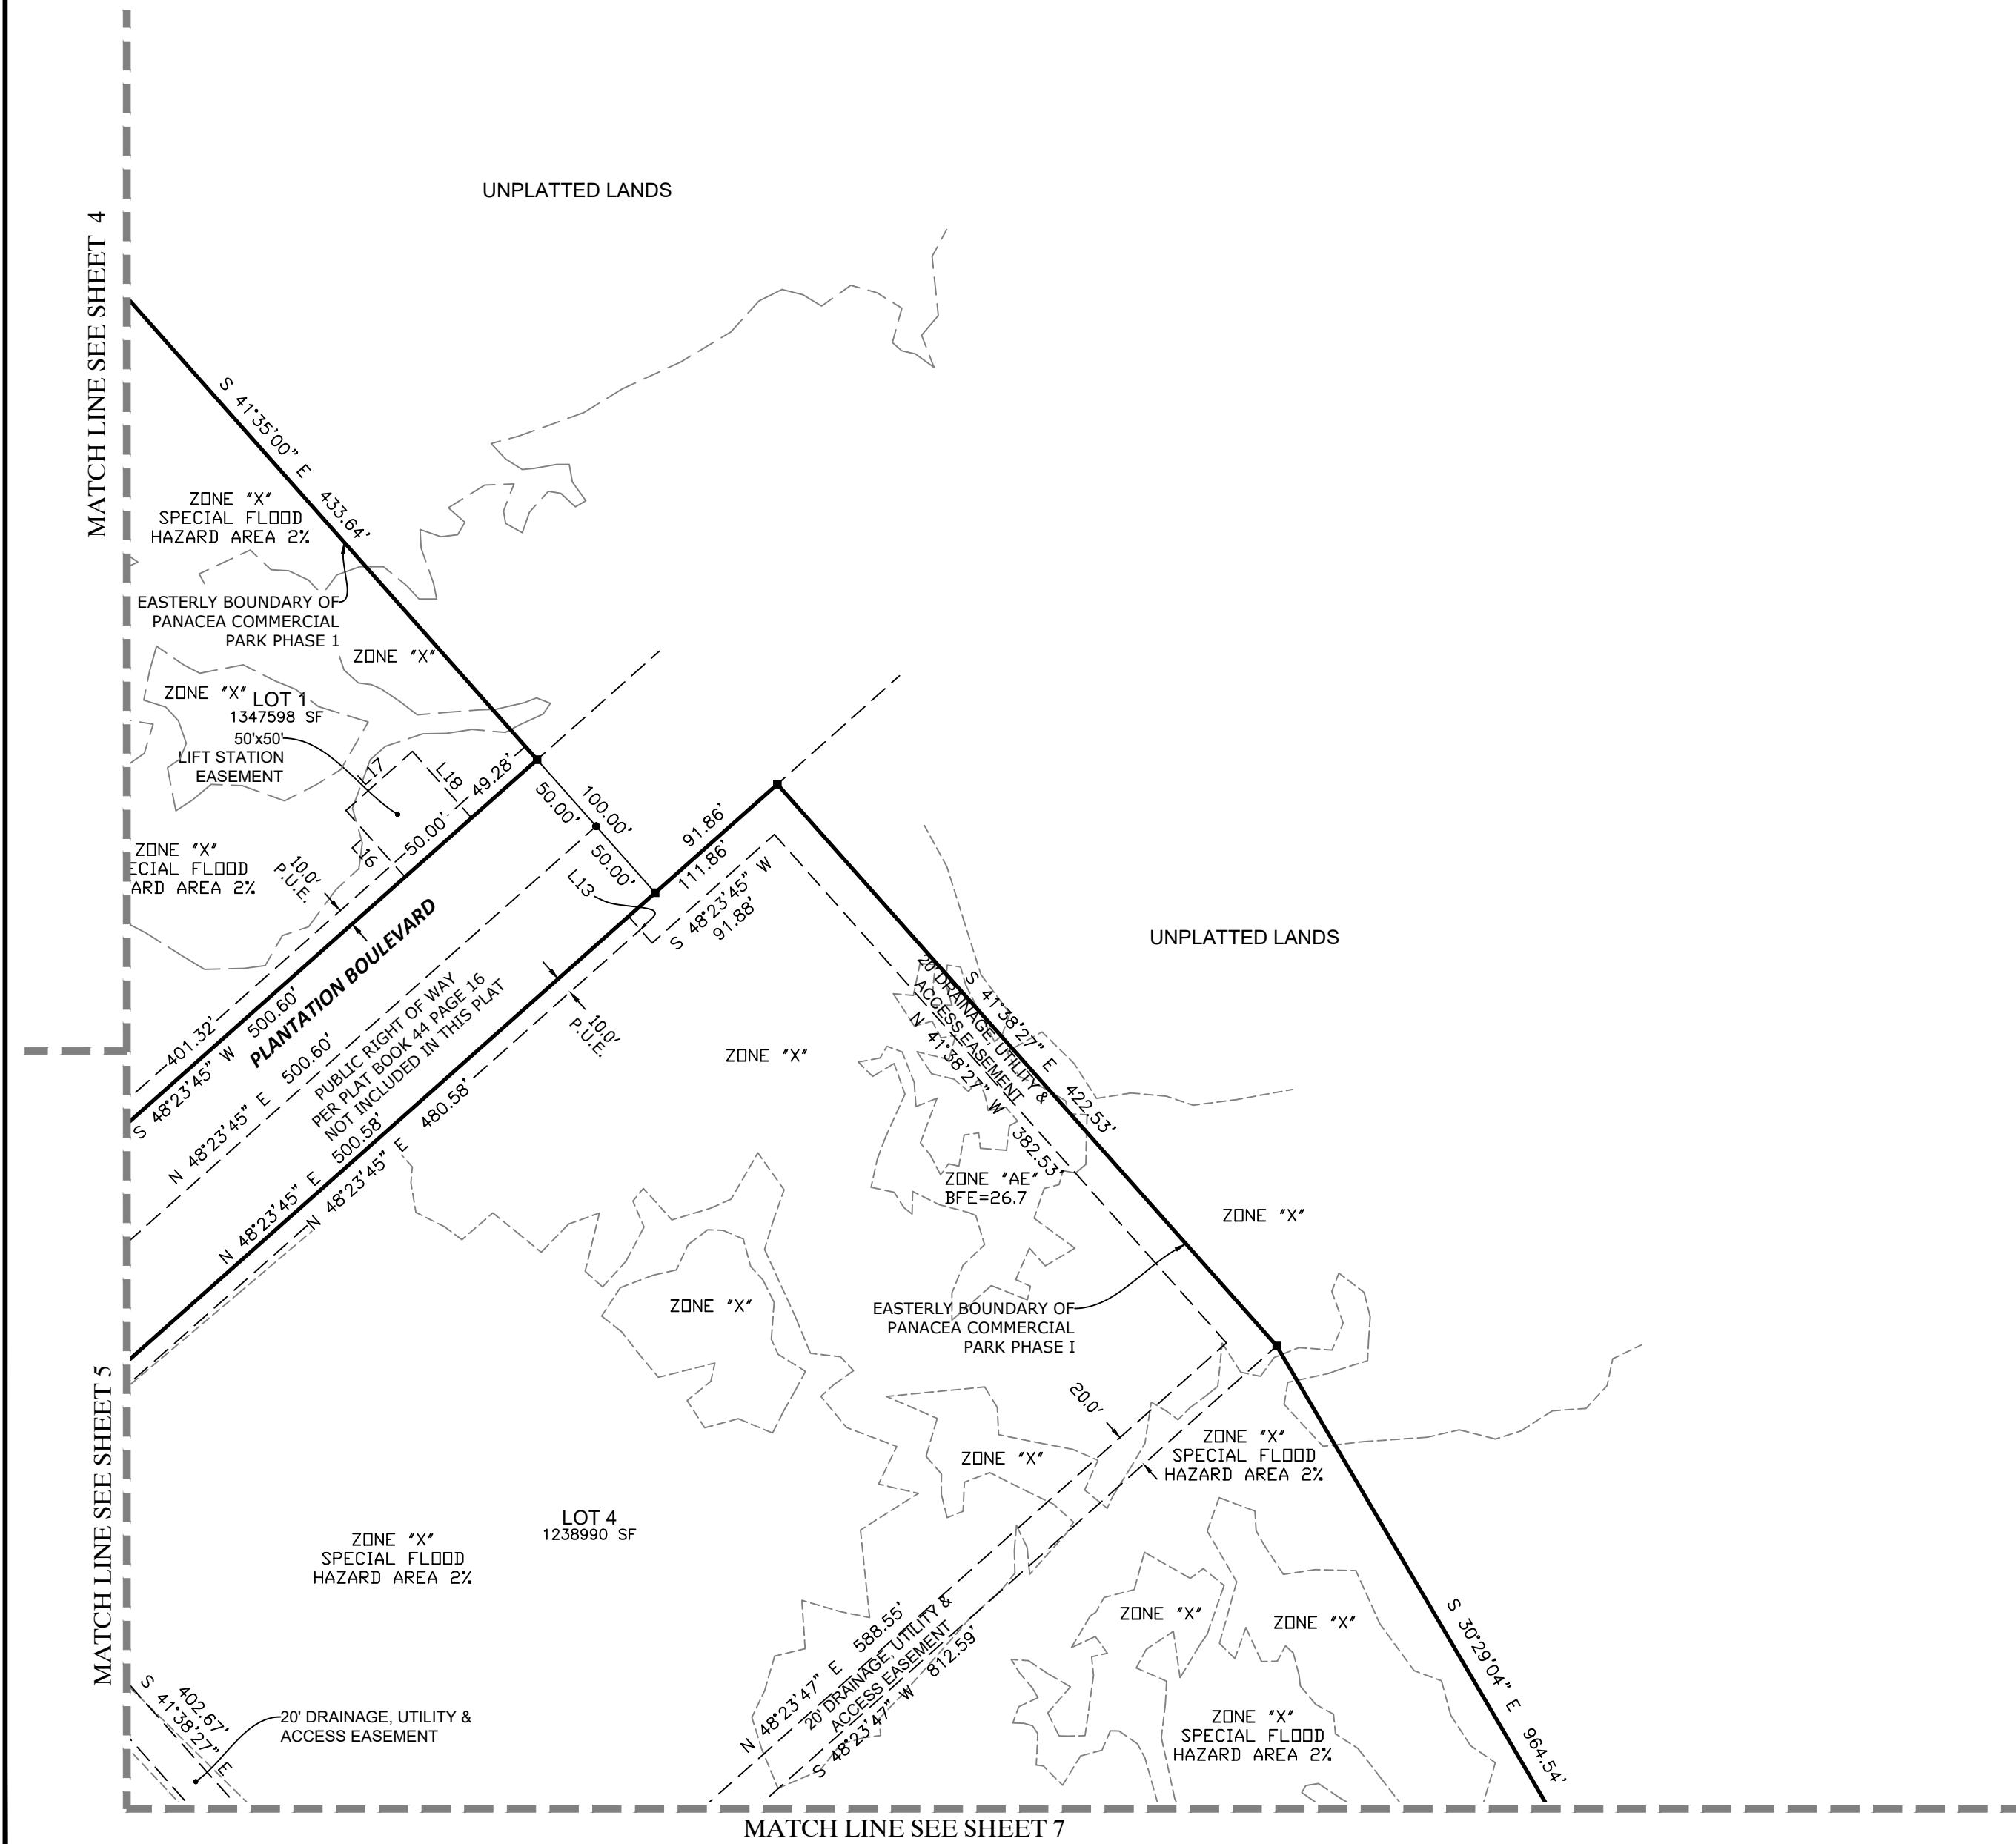 UNPLATTED LANDS
MATCH LINE SEE SHEET 4
S 41°35'00" E 433.64'
ZONE "X"
SPECIAL FLOOD
HAZARD AREA 2%
EASTERLY BOUNDARY OF
PANACEA COMMERCIAL
PARK PHASE 1
ZONE "X"
ZONE "X"
LOT 1
1347598 SF
50'x50'
LIFT STATION
EASEMENT
L17
L18
L16
49.28'
50.00'
ZONE "X"
ECIAL FLOOD
ARD AREA 2%
10.0'
P.U.E.
50.00'
100.00'
50.00'
L13
91.86'
111.86'
S 48°23'45" W
91.88'
401.32'
S 48°23'45" W 500.60'
PLANTATION BOULEVARD
N 48°23'45" E 500.60'
PUBLIC RIGHT OF WAY
PER PLAT BOOK 44 PAGE 16
NOT INCLUDED IN THIS PLAT
N 48°23'45" E 500.58'
N 48°23'45" E 480.58'
10.0'
P.U.E.
ZONE "X"
UNPLATTED LANDS
S 41°38'27" E 422.53'
20' DRAINAGE, UTILITY &
ACCESS EASEMENT
N 41°38'27" W 382.53'
ZONE "AE"
BFE=26.7
ZONE "X"
ZONE "X"
EASTERLY BOUNDARY OF
PANACEA COMMERCIAL
PARK PHASE I
20.0'
ZONE "X"
ZONE "X"
SPECIAL FLOOD
HAZARD AREA 2%
MATCH LINE SEE SHEET 5
LOT 4
1238990 SF
ZONE "X"
SPECIAL FLOOD
HAZARD AREA 2%
ZONE "X"
ZONE "X"
S 30°29'04" E 964.54'
N 48°23'47" E 588.55'
20' DRAINAGE, UTILITY &
ACCESS EASEMENT
S 48°23'47" W 812.59'
402.67'
S 41°38'27" E
20' DRAINAGE, UTILITY &
ACCESS EASEMENT
ZONE "X"
SPECIAL FLOOD
HAZARD AREA 2%
MATCH LINE SEE SHEET 7